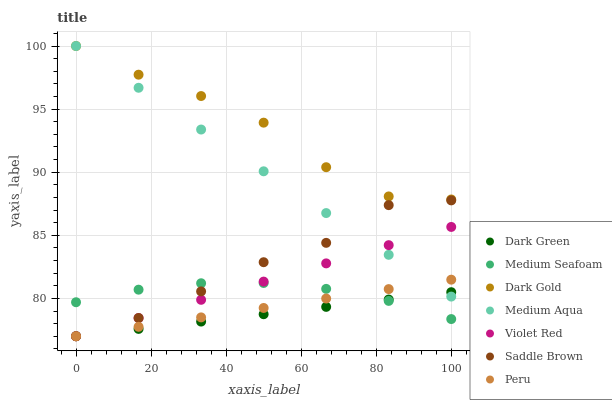 title
yaxis_label
100
95
90
85
80
0
20
40
60
80
100
xaxis_label
Dark Green
Medium Seafoam
Dark Gold
Medium Aqua
Violet Red
Saddle Brown
Peru